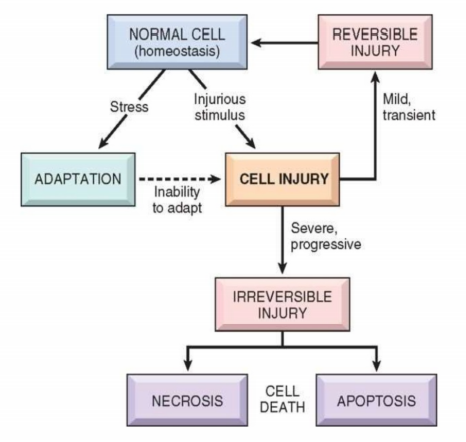 NORMAL CELL
(homeostasis)
REVERSIBLE
INJURY
Stress
Injurious
stimulus
Mild,
transient
ADAPTATION
Inability
to adapt
CELL INJURY
Severe,
progressive
IRREVERSIBLE
INJURY
NECROSIS
CELL
DEATH
APOPTOSIS